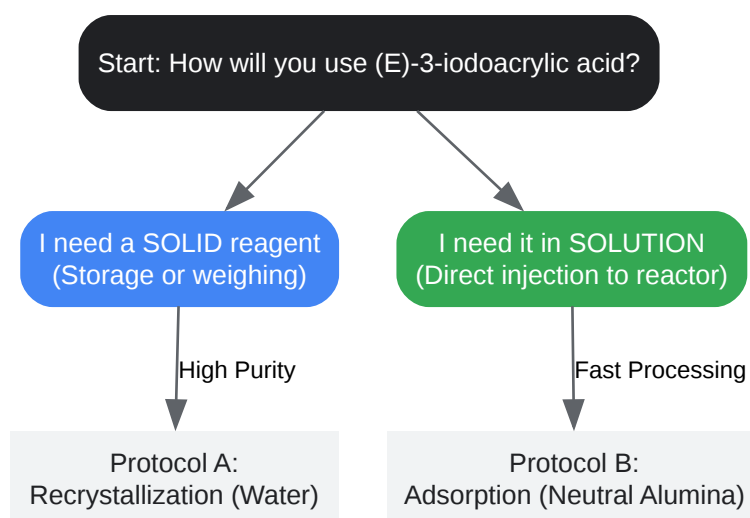 Start: How will you use (E)-3-iodoacrylic acid?
I need a SOLID reagent
(Storage or weighing)
I need it in SOLUTION
(Direct injection to reactor)
High Purity
Fast Processing
Protocol A:
Recrystallization (Water)
Protocol B:
Adsorption (Neutral Alumina)